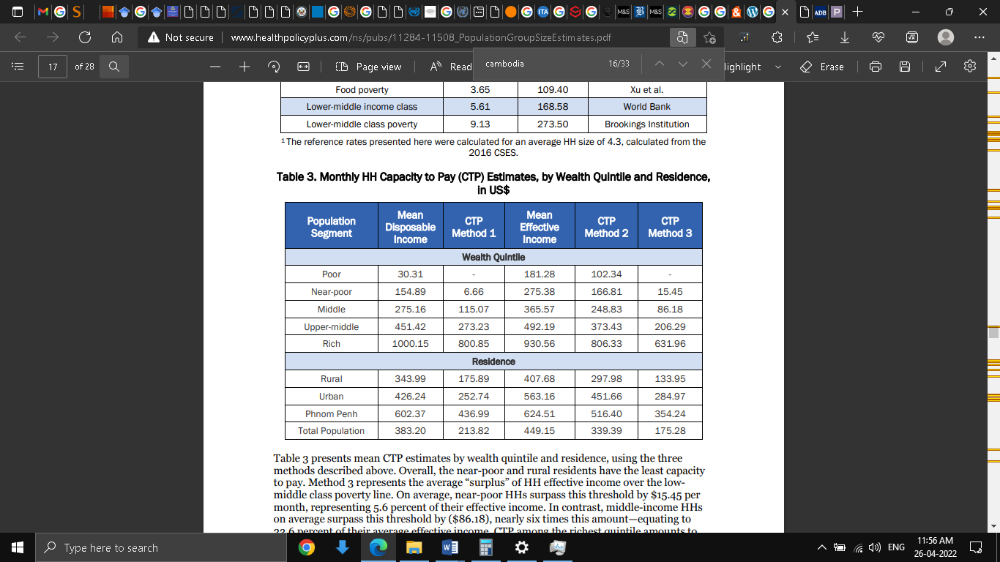 ITA
M&S
B
M&S
ADB
P
Not secure | www.healthpolicyplus.com/ns/pubs/11284-11508_PopulationGroupSizeEstimates.pdf
17 of 28 Page view Read
cambodia 16/33
lighlight Erase
Food poverty 3.65 109.40 Xu et al.
Lower-middle income class 5.61 168.58 World Bank
Lower-middle class poverty 9.13 273.50 Brookings Institution
1 The reference rates presented here were calculated for an average HH size of 4.3, calculated from the
2016 CSES.
Table 3. Monthly HH Capacity to Pay (CTP) Estimates, by Wealth Quintile and Residence,
in US$
Population Segment Mean Disposable Income CTP Method 1 Mean Effective Income CTP Method 2 CTP Method 3
Wealth Quintile
Poor 30.31 - 181.28 102.34 -
Near-poor 154.89 6.66 275.38 166.81 15.45
Middle 275.16 115.07 365.57 248.83 86.18
Upper-middle 451.42 273.23 492.19 373.43 206.29
Rich 1000.15 800.85 930.56 806.33 631.96
Residence
Rural 343.99 175.89 407.68 297.98 133.95
Urban 426.24 252.74 563.16 451.66 284.97
Phnom Penh 602.37 436.99 624.51 516.40 354.24
Total Population 383.20 213.82 449.15 339.39 175.28
Table 3 presents mean CTP estimates by wealth quintile and residence, using the three
methods described above. Overall, the near-poor and rural residents have the least capacity
to pay. Method 3 represents the average “surplus” of HH effective income over the low-
middle class poverty line. On average, near-poor HHs surpass this threshold by $15.45 per
month, representing 5.6 percent of their effective income. In contrast, middle-income HHs
on average surpass this threshold by ($86.18), nearly six times this amount—equating to
23.6 percent of their average effective income. CTP among the richest quintile amounts to
Type here to search
ENG
11:56 AM
26-04-2022